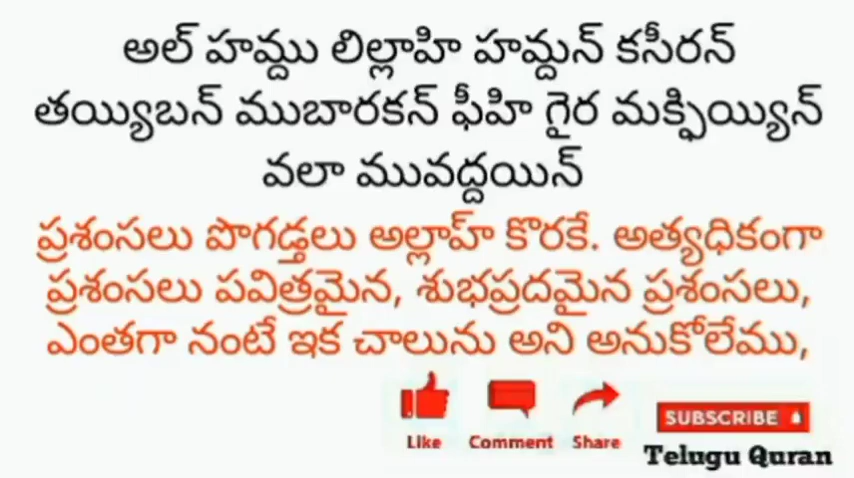 అల్ హమ్దు లిల్లాహి హమ్దన్ కసీరన్
తయ్యిబన్ ముబారకన్ ఫీహి గైర మక్ఫియ్యిన్
వలా మువద్దయిన్
ప్రశంసలు పొగడ్తలు అల్లాహ్ కొరకే. అత్యధికంగా
ప్రశంసలు పవిత్రమైన, శుభప్రదమైన ప్రశంసలు,
ఎంతగా నంటే ఇక చాలును అని అనుకోలేము,
Like Comment Share SUBSCRIBE
Telugu Quran